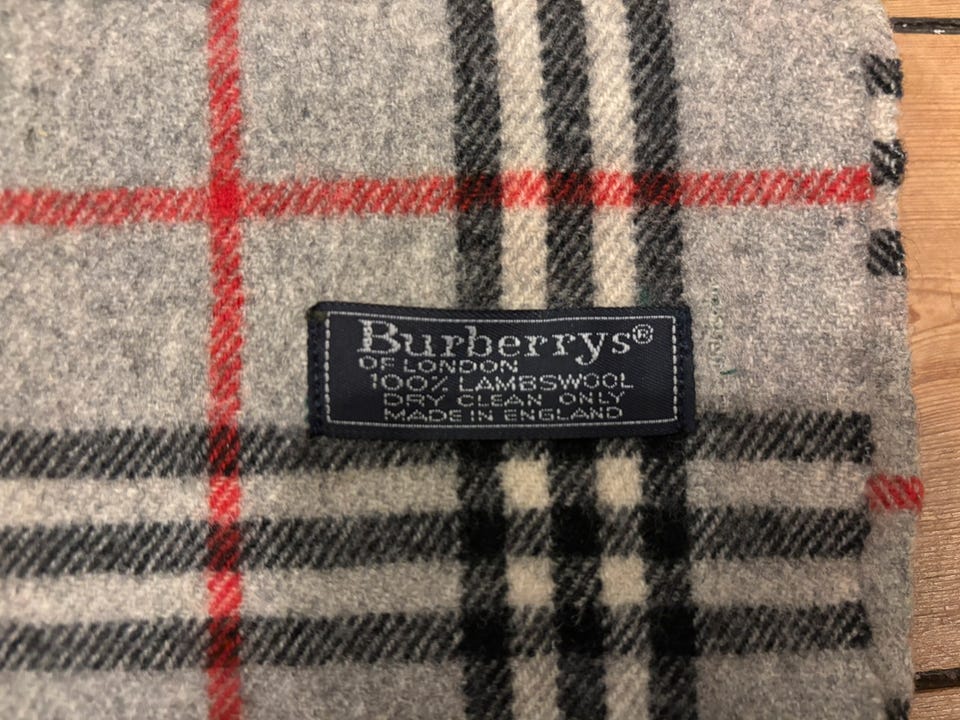 Burberrys®
OF LONDON
100% LAMBSWOOL
DRY CLEAN ONLY
MADE IN ENGLAND